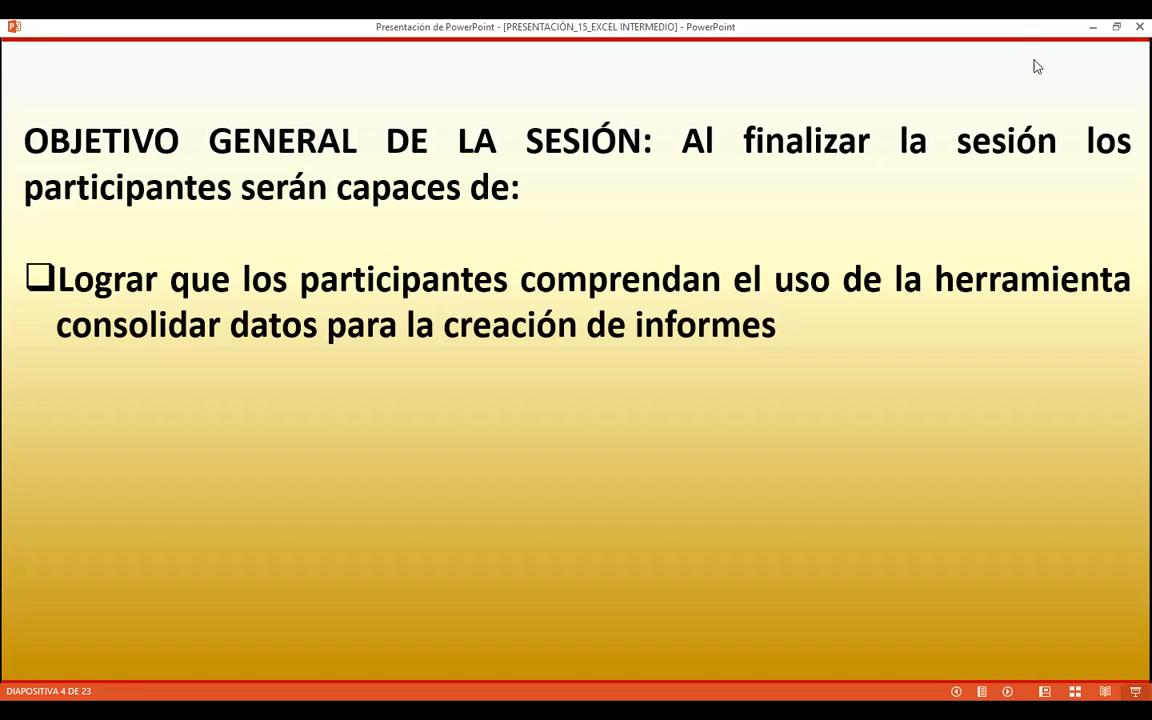 Presentación de PowerPoint - [PRESENTACIÓN_15_EXCEL INTERMEDIO] - PowerPoint
OBJETIVO GENERAL DE LA SESIÓN: Al finalizar la sesión los
participantes serán capaces de:
Lograr que los participantes comprendan el uso de la herramienta
consolidar datos para la creación de informes
DIAPOSITIVA 4 DE 23